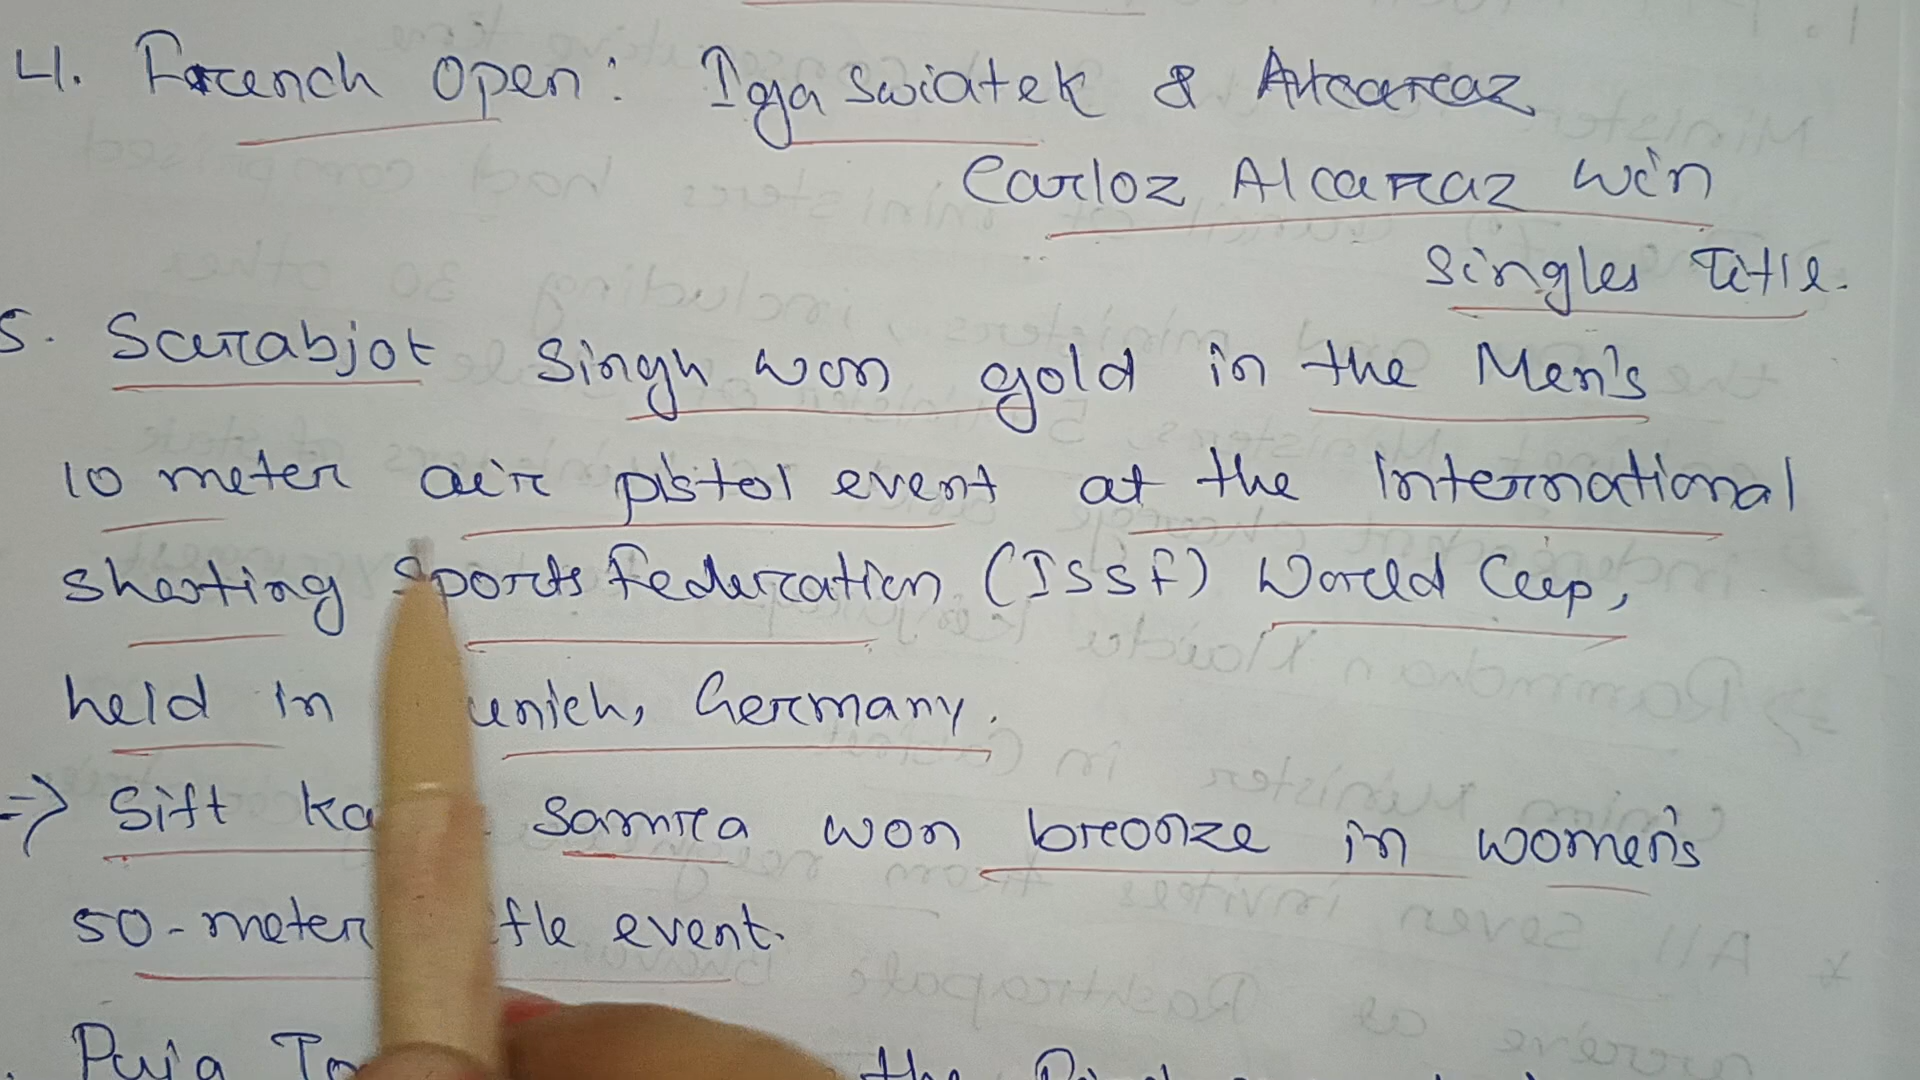 4. French Open: Iga Swiatek & Alcaraz
Carloz Alcaraz win
Singles Title.
5. Sarabjot Singh won gold in the Men's
10 meter air pistol event at the International
shooting Sports Federation (ISSF) World Cup,
held in unich, Germany.
=> Sift Ka Samra won bronze in women's
50-meter fle event.
Puja To the